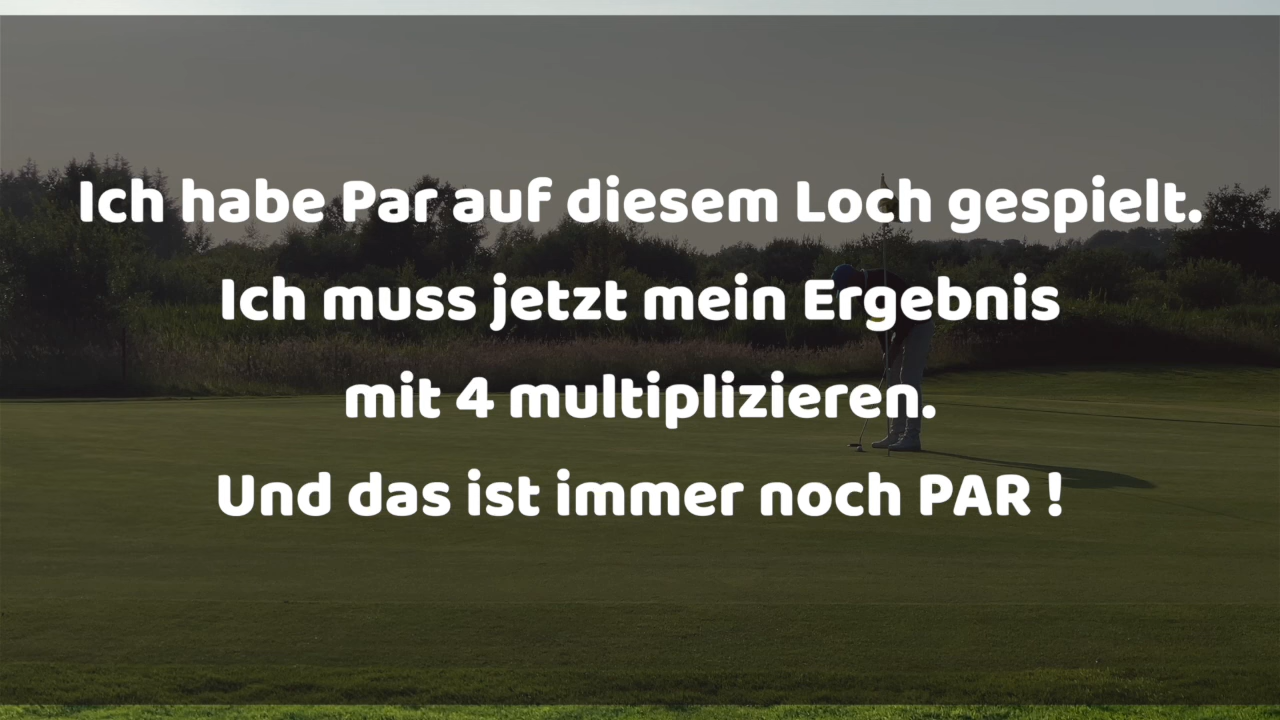 Ich habe Par auf diesem Loch gespielt.
Ich muss jetzt mein Ergebnis
mit 4 multiplizieren.
Und das ist immer noch PAR !